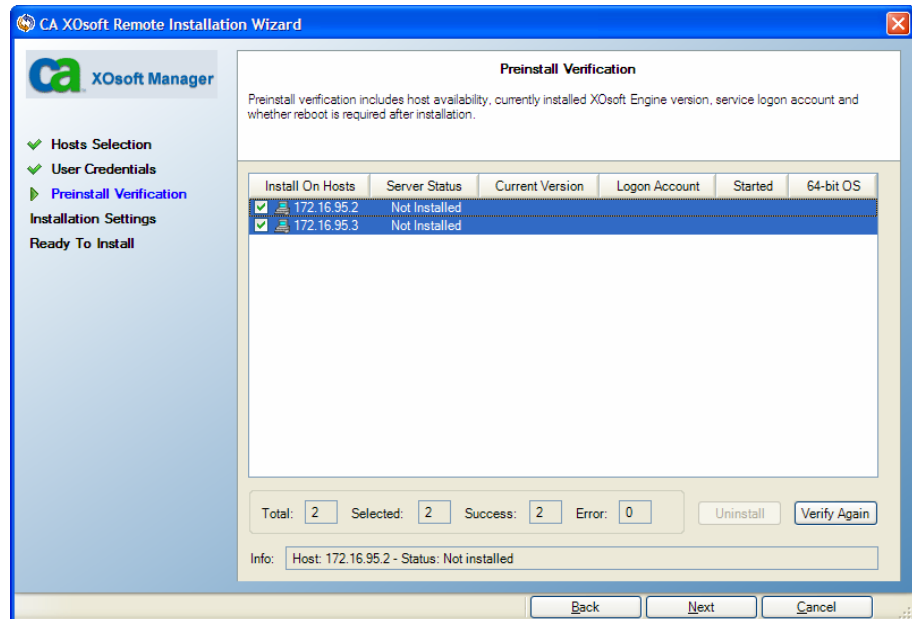 CA XOsoft Remote Installation Wizard
ca XOsoft Manager
Hosts Selection
User Credentials
Preinstall Verification
Installation Settings
Ready To Install
Preinstall Verification
Preinstall verification includes host availability, currently installed XOsoft Engine version, service logon account and
whether reboot is required after installation.
Install On Hosts Server Status Current Version Logon Account Started 64-bit OS
172.16.95.2 Not Installed
172.16.95.3 Not Installed
Total: 2 Selected: 2 Success: 2 Error: 0 Uninstall Verify Again
Info: Host: 172.16.95.2 - Status: Not installed
Back Next Cancel